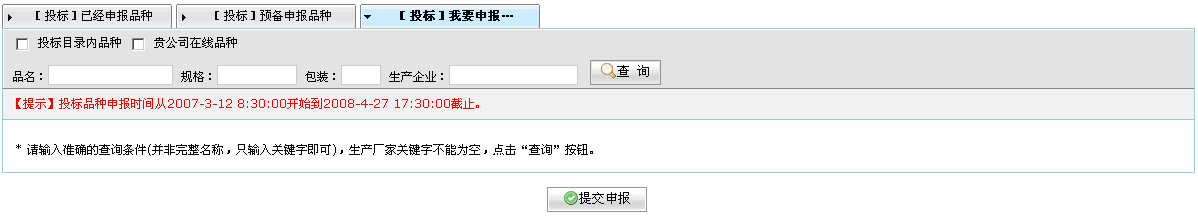 [投标]已经申报品种 [投标]预备申报品种 [投标]我要申报…
投标目录内品种 贵公司在线品种
品名： 规格： 包装： 生产企业： 查 询
【提示】投标品种申报时间从2007-3-12 8:30:00开始到2008-4-27 17:30:00截止。
* 请输入准确的查询条件(并非完整名称，只输入关键字即可)，生产厂家关键字不能为空，点击“查询”按钮。
提交申报